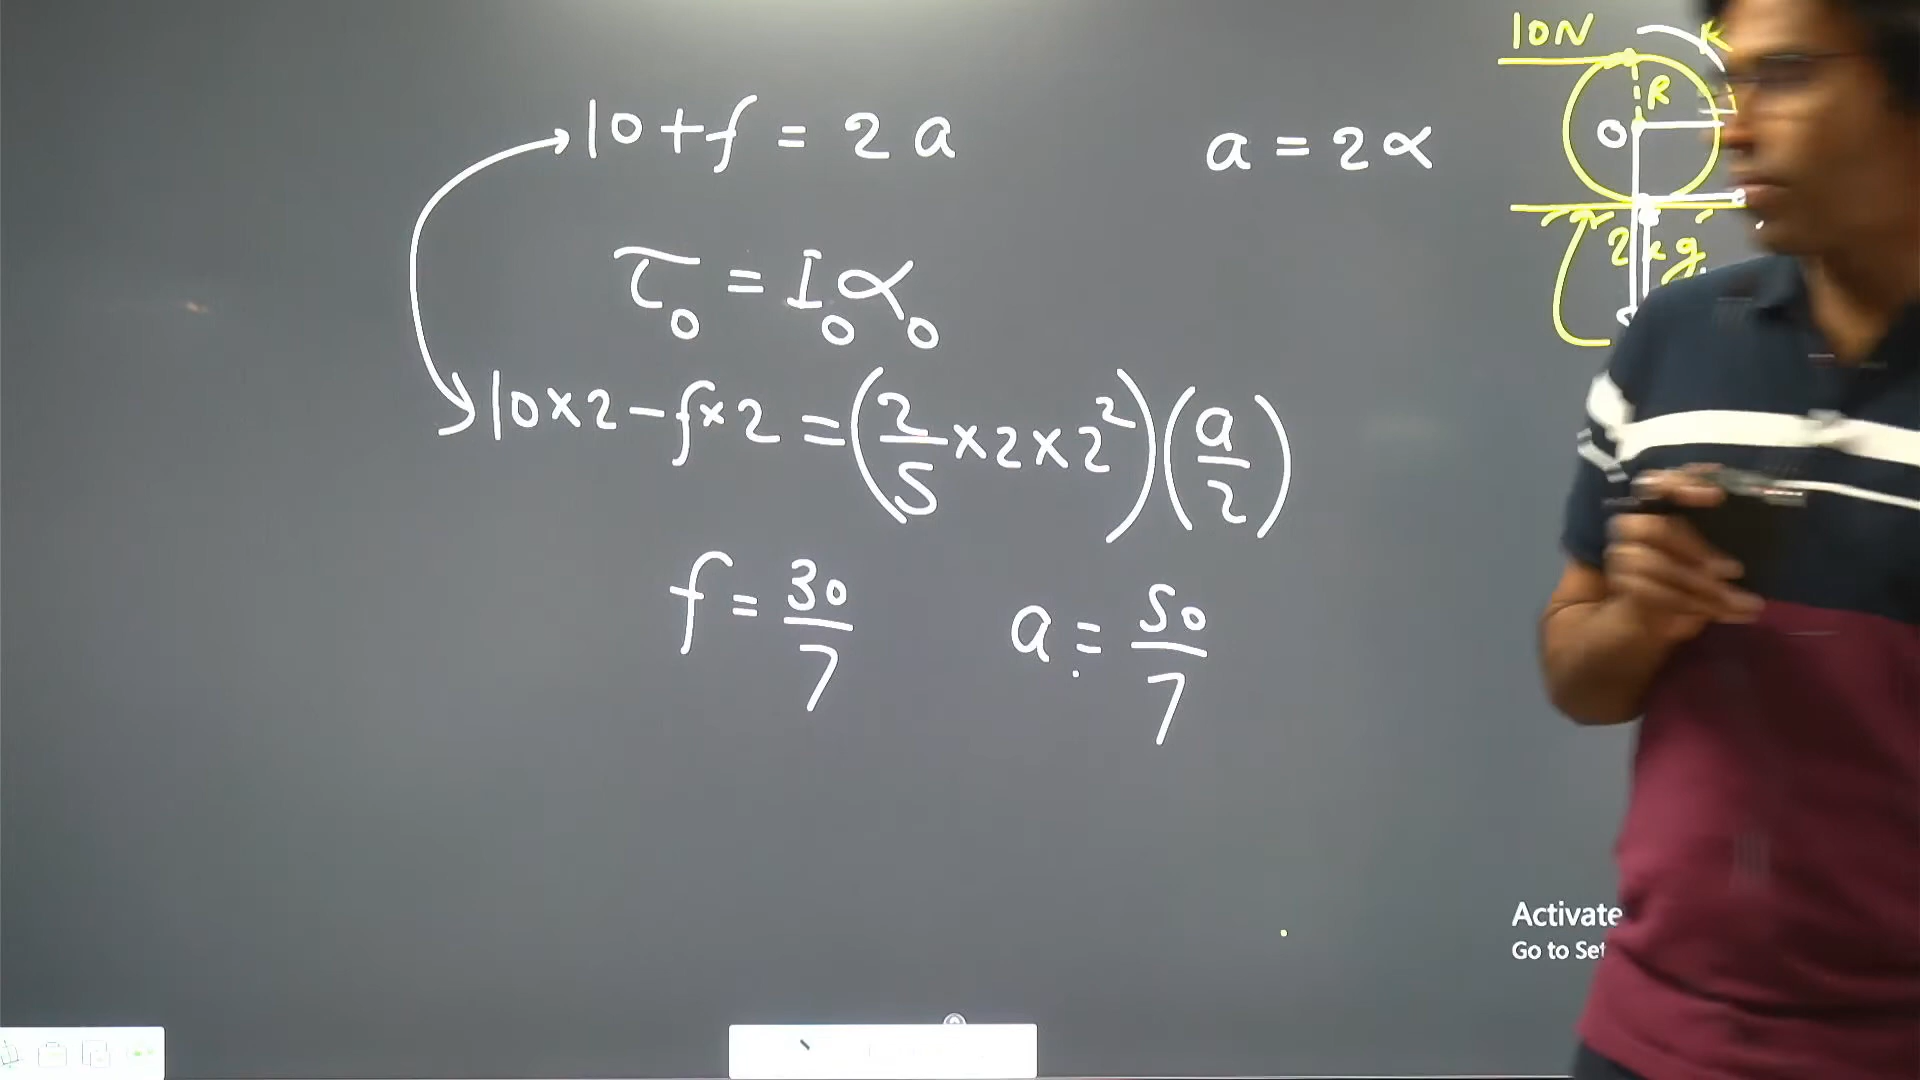 10 + f = 2a
a = 2α
τ₀ = I₀α₀
10×2 − f×2 = (2/5 × 2 × 2²)(a/2)
f = 30/7
a = 50/7
10N
K
R
O
2kg
Activate
Go to Set